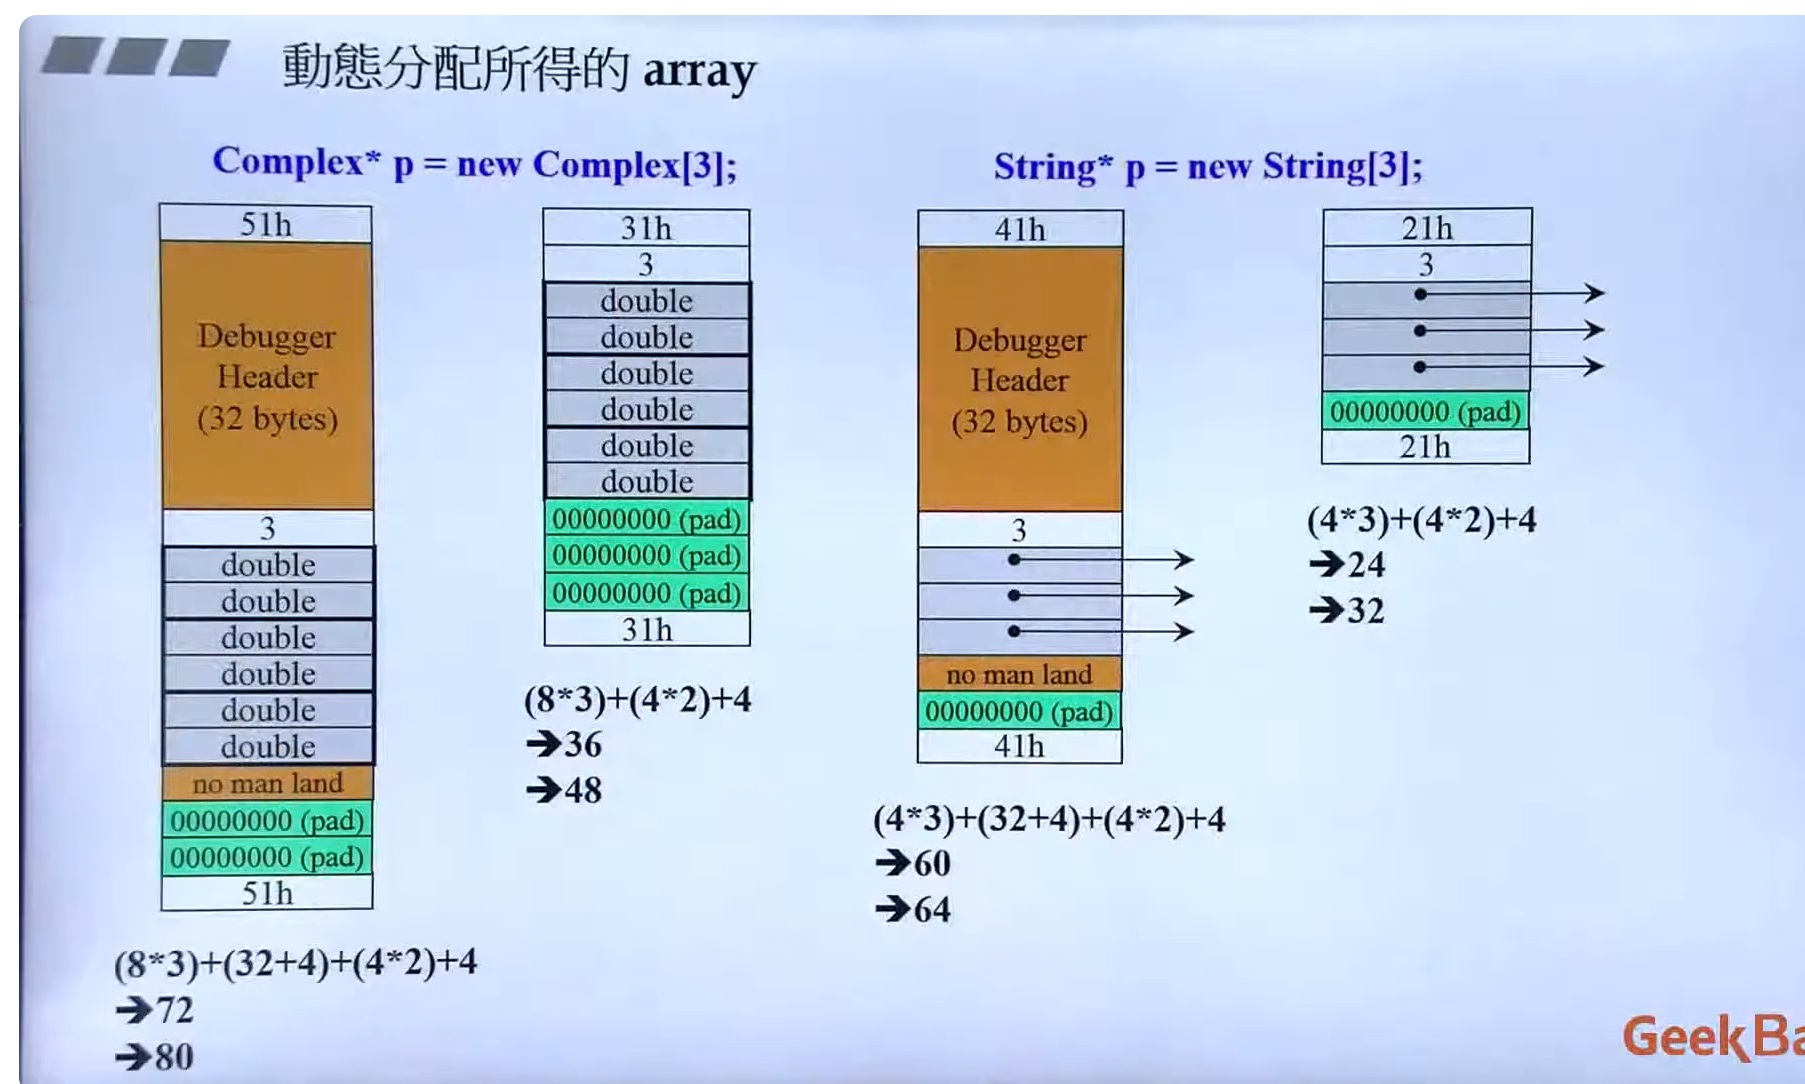 動態分配所得的 array
Complex* p = new Complex[3];
51h
Debugger
Header
(32 bytes)
3
double
double
double
double
double
double
no man land
00000000 (pad)
00000000 (pad)
51h
(8*3)+(32+4)+(4*2)+4
➔72
➔80
31h
3
double
double
double
double
double
double
00000000 (pad)
00000000 (pad)
00000000 (pad)
31h
(8*3)+(4*2)+4
➔36
➔48
String* p = new String[3];
41h
Debugger
Header
(32 bytes)
3
no man land
00000000 (pad)
41h
(4*3)+(32+4)+(4*2)+4
➔60
➔64
21h
3
00000000 (pad)
21h
(4*3)+(4*2)+4
➔24
➔32